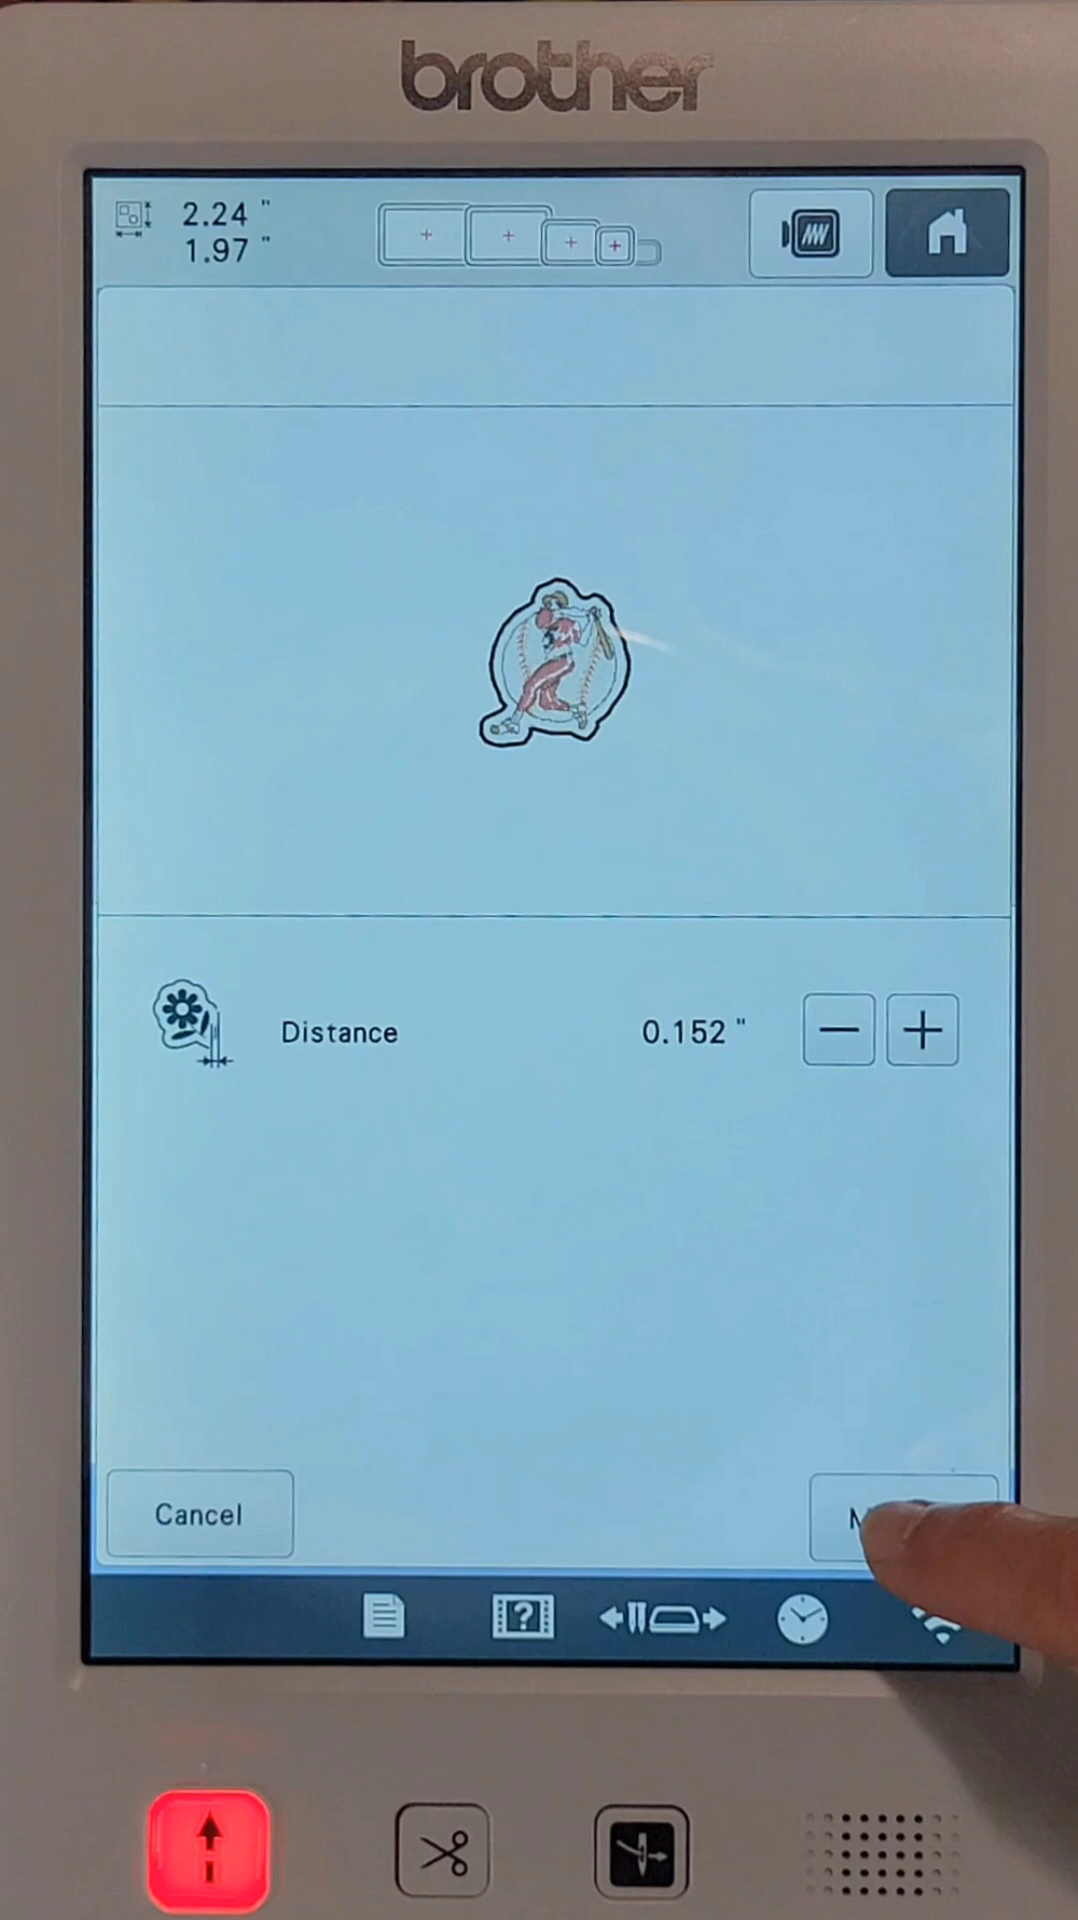 brother
2.24 "
1.97 "
Distance
0.152 "
Cancel